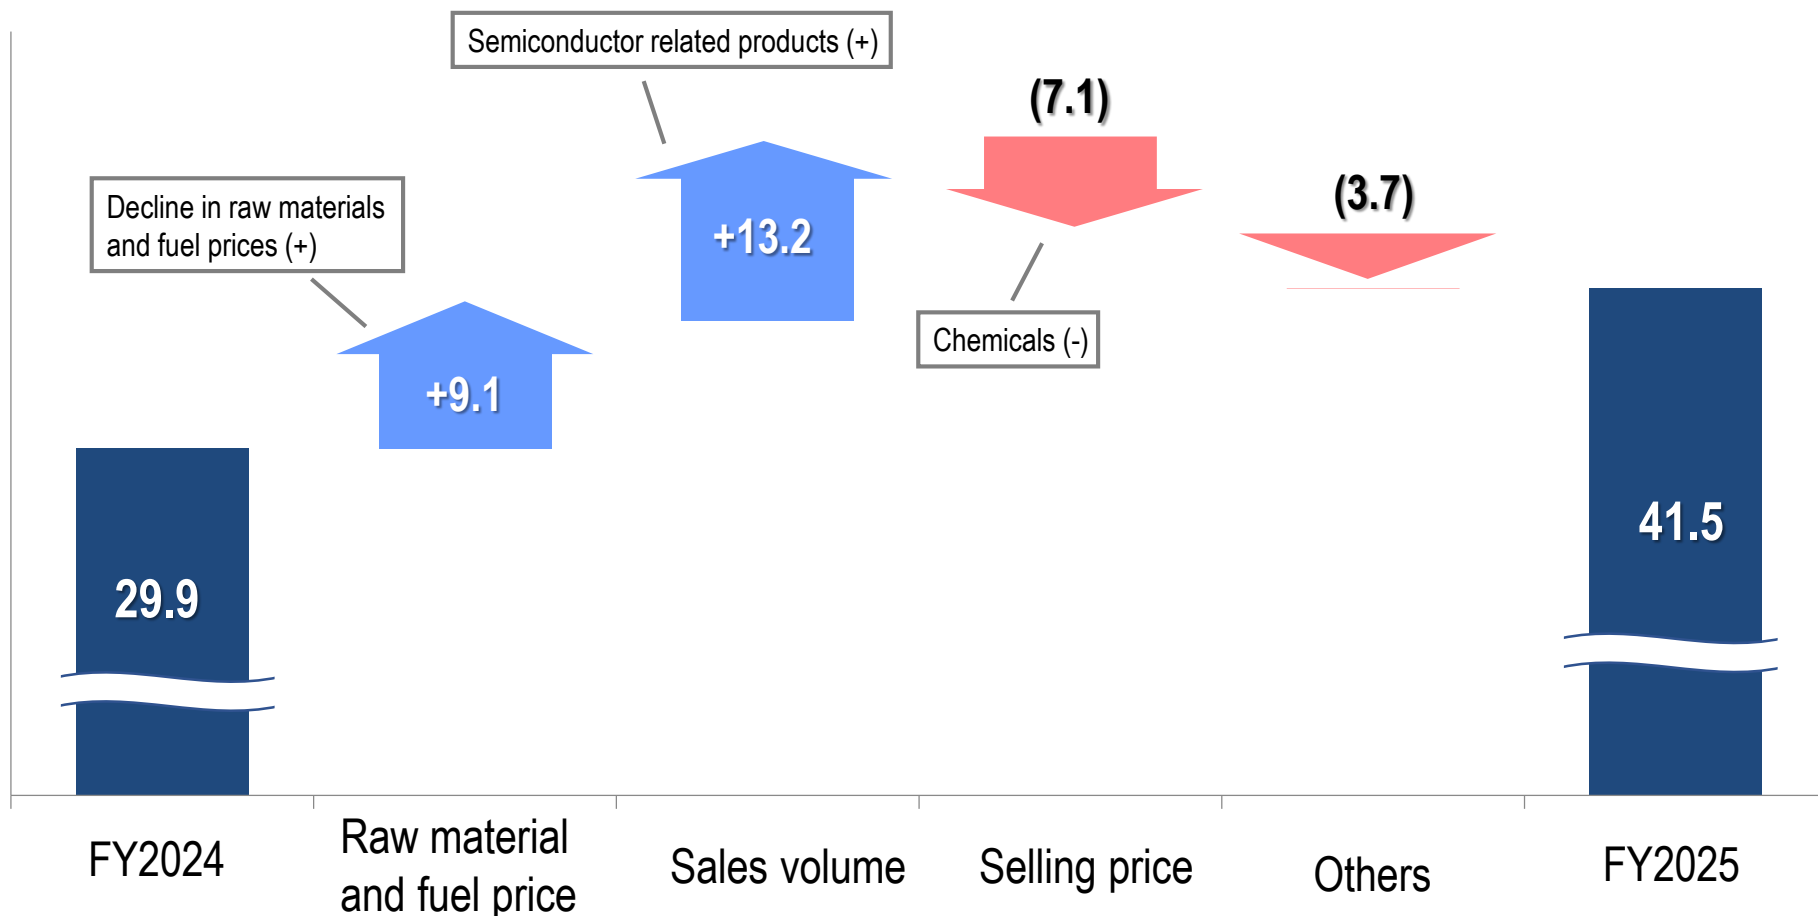 Semiconductor related products (+)
(7.1)
Decline in raw materials
and fuel prices (+)
(3.7)
+13.2
Chemicals (-)
+9.1
41.5
29.9
FY2024
Raw material
and fuel price
Sales volume
Selling price
Others
FY2025